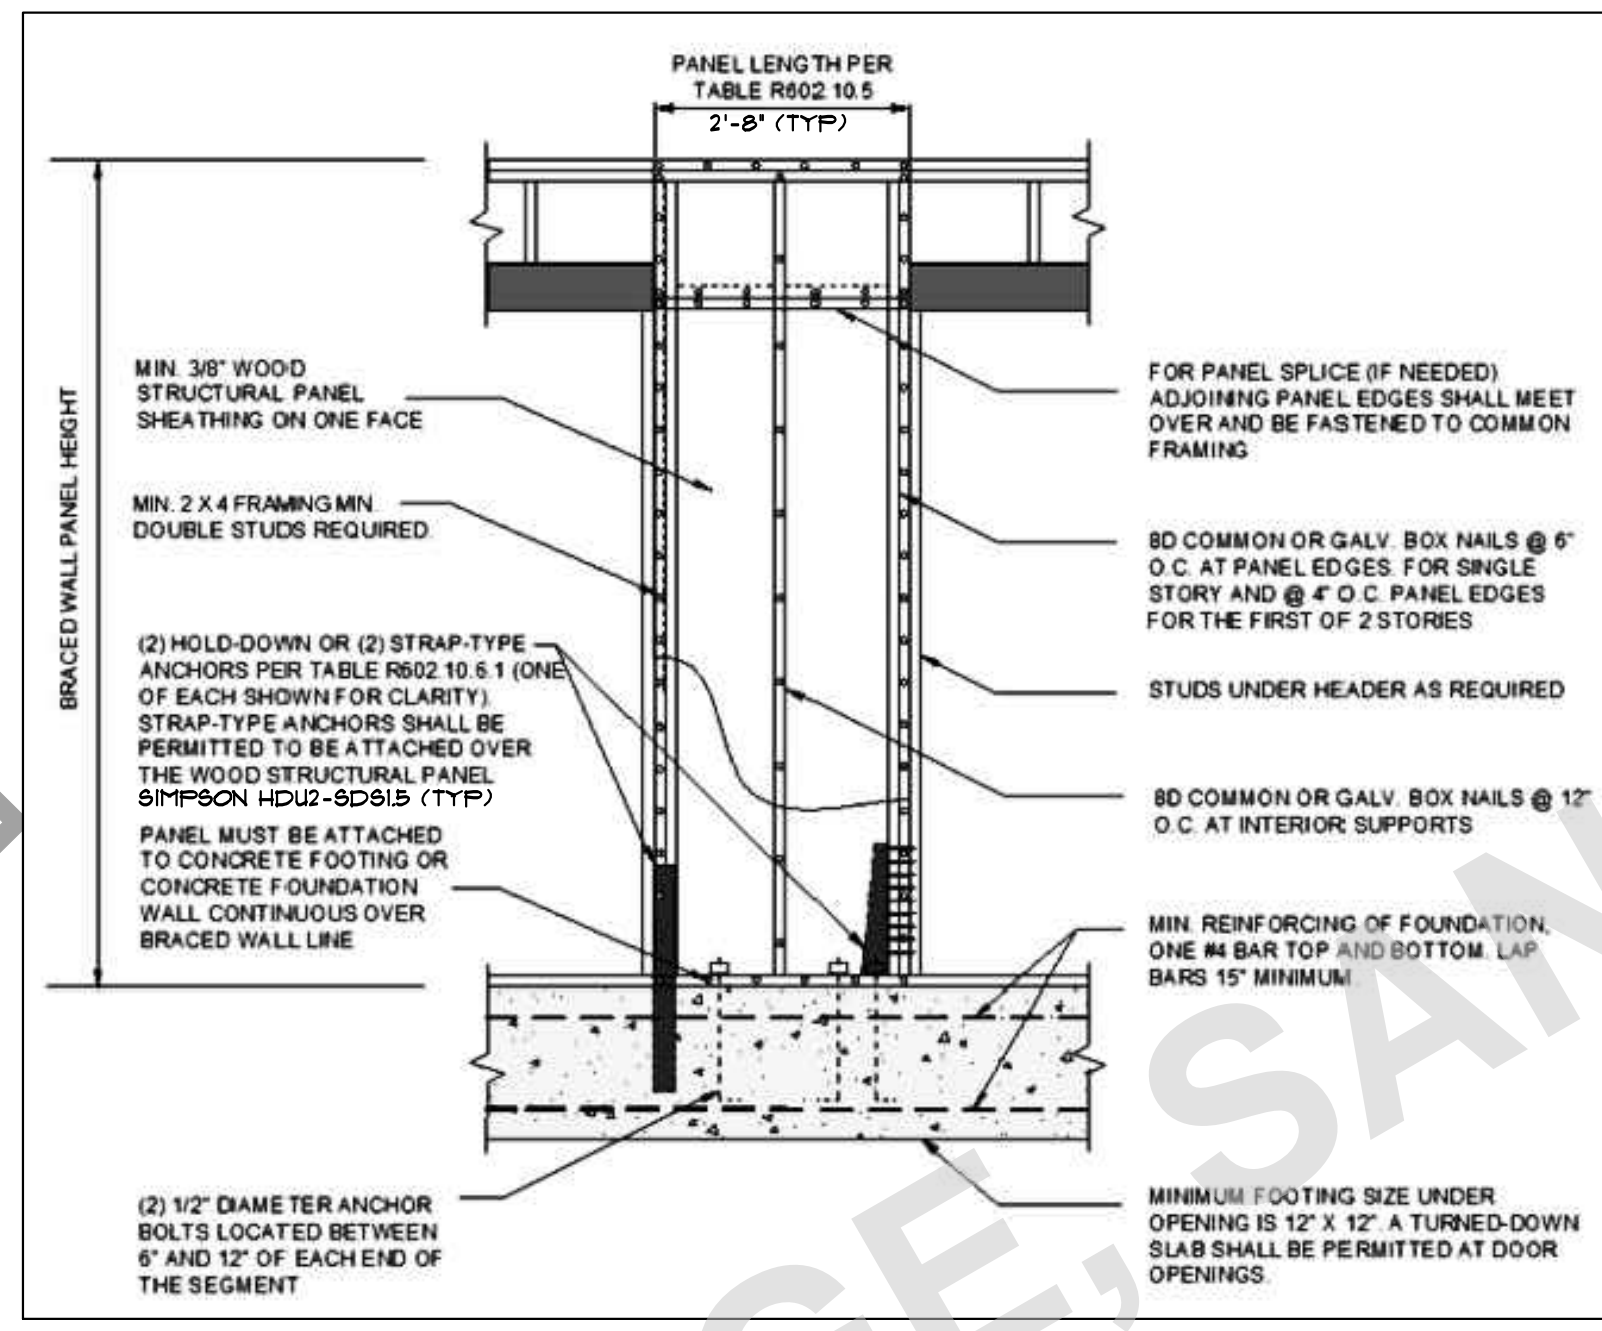 PANEL LENGTH PER
TABLE R602.10.5
2'-8" (TYP)
BRACED WALL PANEL HEIGHT
MIN. 3/8" WOOD
STRUCTURAL PANEL
SHEATHING ON ONE FACE
MIN. 2 X 4 FRAMING MIN.
DOUBLE STUDS REQUIRED.
(2) HOLD-DOWN OR (2) STRAP-TYPE
ANCHORS PER TABLE R602.10.6.1 (ONE
OF EACH SHOWN FOR CLARITY).
STRAP-TYPE ANCHORS SHALL BE
PERMITTED TO BE ATTACHED OVER
THE WOOD STRUCTURAL PANEL
SIMPSON HDU2-SDS1.5 (TYP)
PANEL MUST BE ATTACHED
TO CONCRETE FOOTING OR
CONCRETE FOUNDATION
WALL CONTINUOUS OVER
BRACED WALL LINE
(2) 1/2" DIAMETER ANCHOR
BOLTS LOCATED BETWEEN
6" AND 12" OF EACH END OF
THE SEGMENT
FOR PANEL SPLICE (IF NEEDED)
ADJOINING PANEL EDGES SHALL MEET
OVER AND BE FASTENED TO COMMON
FRAMING
8D COMMON OR GALV. BOX NAILS @ 6"
O.C. AT PANEL EDGES. FOR SINGLE
STORY AND @ 4" O.C. PANEL EDGES
FOR THE FIRST OF 2 STORIES
STUDS UNDER HEADER AS REQUIRED
8D COMMON OR GALV. BOX NAILS @ 12"
O.C. AT INTERIOR SUPPORTS
MIN. REINFORCING OF FOUNDATION,
ONE #4 BAR TOP AND BOTTOM. LAP
BARS 15" MINIMUM.
MINIMUM FOOTING SIZE UNDER
OPENING IS 12" X 12". A TURNED-DOWN
SLAB SHALL BE PERMITTED AT DOOR
OPENINGS.
GE, SAN